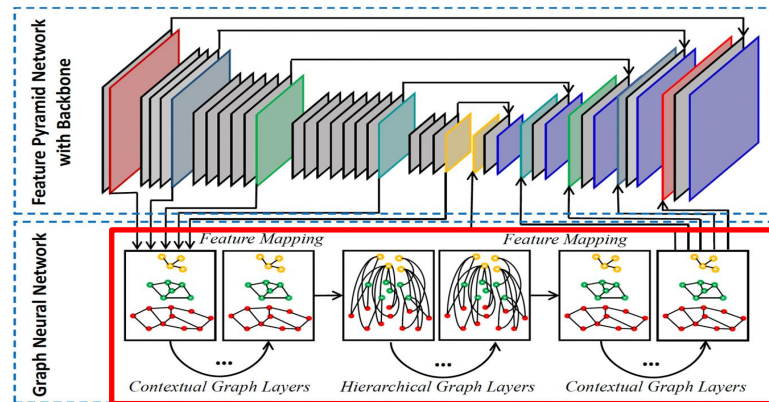 Feature Pyramid Network
with Backbone
Graph Neural Network
Feature Mapping
Feature Mapping
...
...
...
Contextual Graph Layers
Hierarchical Graph Layers
Contextual Graph Layers